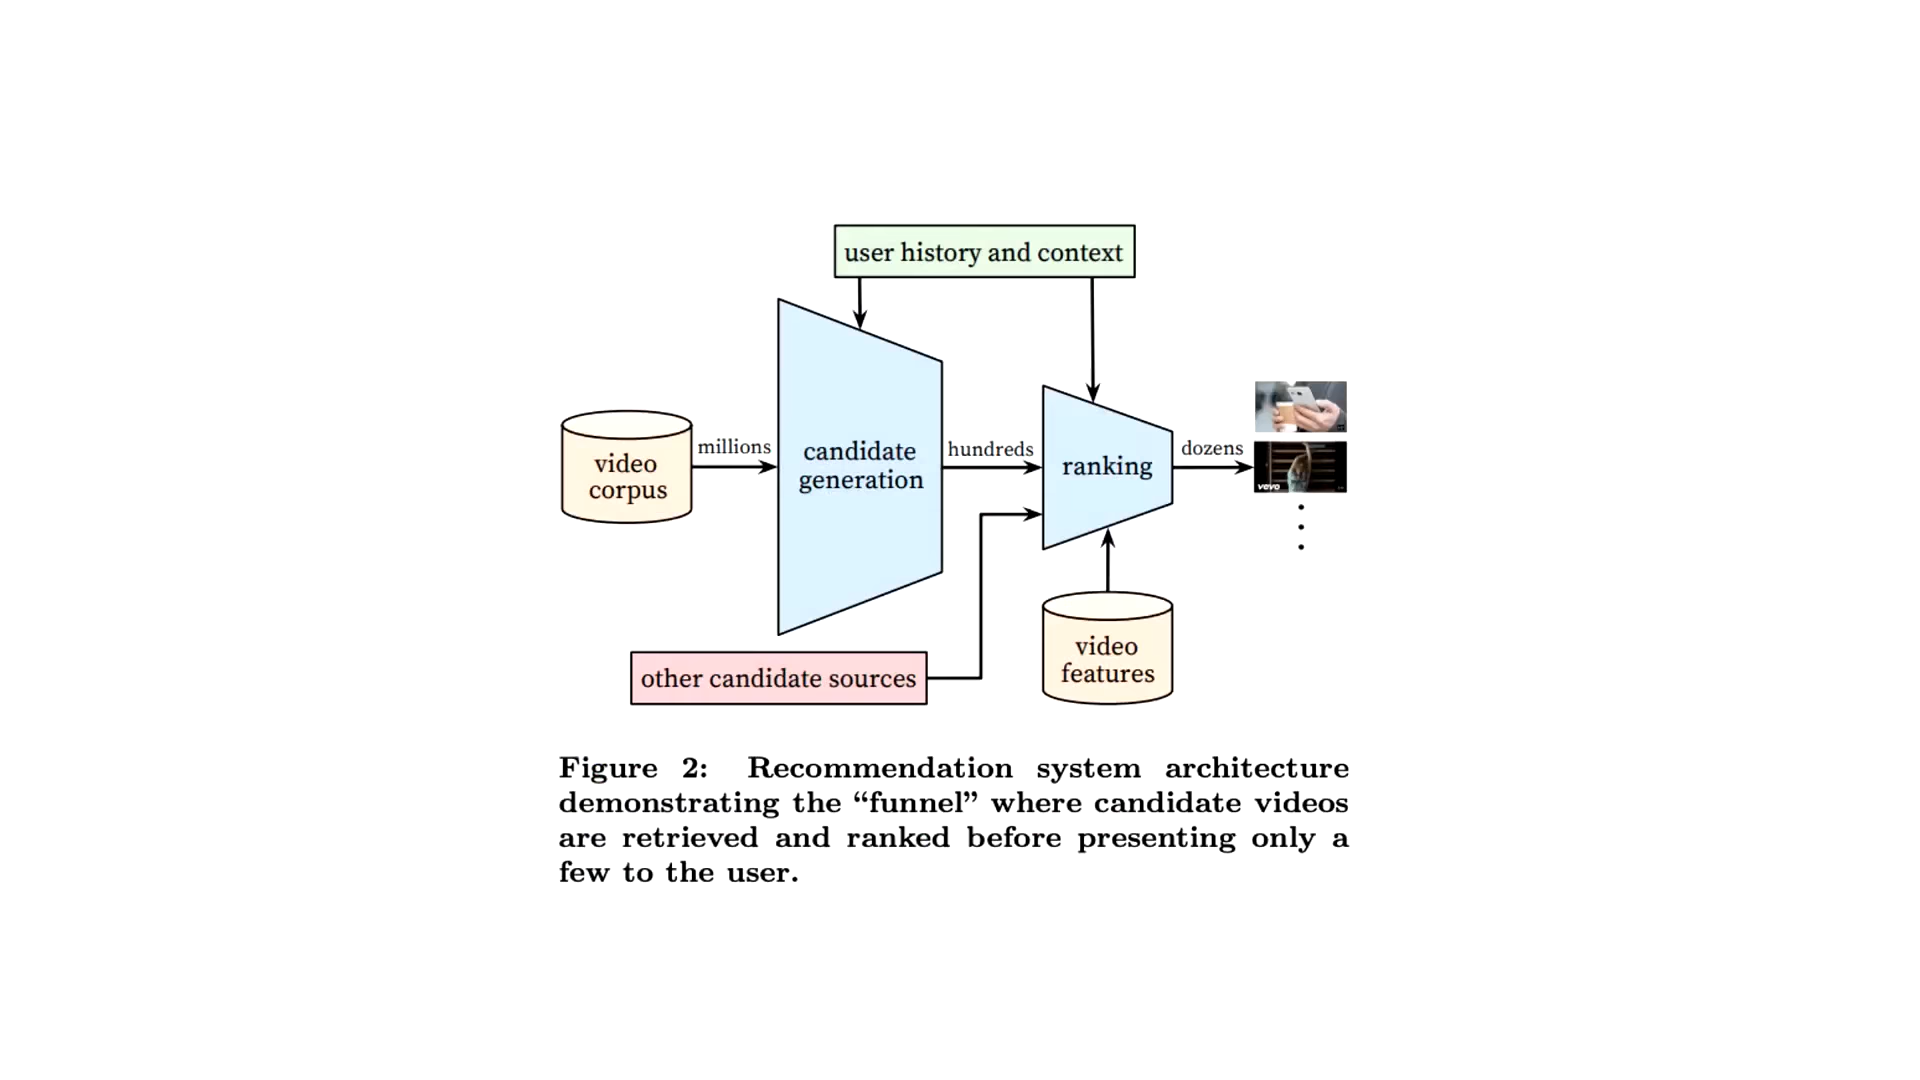 user history and context
video
corpus
millions
candidate
generation
hundreds
ranking
dozens
vevo
other candidate sources
video
features
Figure 2: Recommendation system architecture
demonstrating the “funnel” where candidate videos
are retrieved and ranked before presenting only a
few to the user.